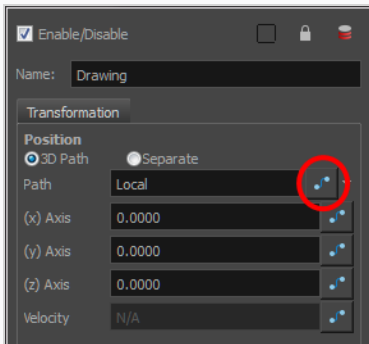 Enable/Disable
Name: Drawing
Transformation
Position
3D Path Separate
Path Local
(x) Axis 0.0000
(y) Axis 0.0000
(z) Axis 0.0000
Velocity N/A